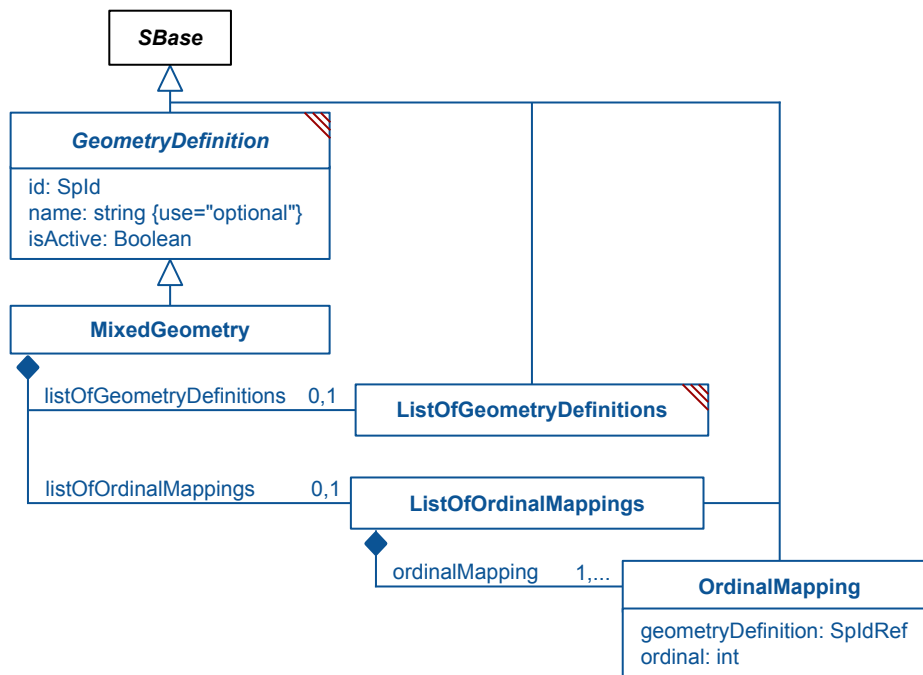 SBase
GeometryDefinition
id: SpId
name: string {use="optional"}
isActive: Boolean
MixedGeometry
listOfGeometryDefinitions 0,1
ListOfGeometryDefinitions
listOfOrdinalMappings 0,1
ListOfOrdinalMappings
ordinalMapping 1,...
OrdinalMapping
geometryDefinition: SpIdRef
ordinal: int